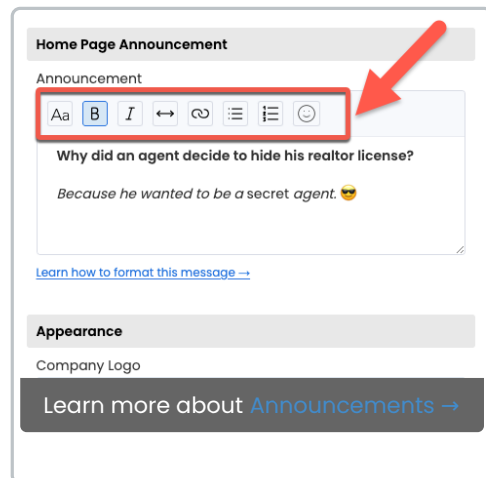 Home Page Announcement
Announcement
Aa B I
Why did an agent decide to hide his realtor license?
Because he wanted to be a secret agent. 😎
Learn how to format this message →
Appearance
Company Logo
Learn more about Announcements →